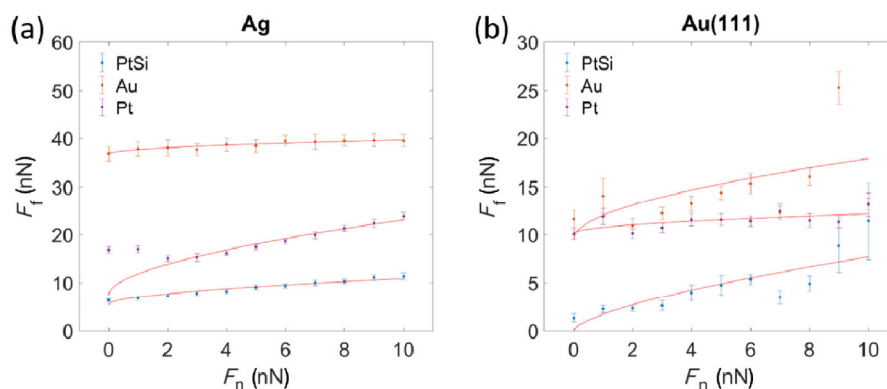 (a) Ag
60
50
40
30
20
10
0
F_f (nN)
PtSi
Au
Pt
0 2 4 6 8 10
F_n (nN)
(b) Au(111)
30
25
20
15
10
5
0
F_f (nN)
PtSi
Au
Pt
0 2 4 6 8 10
F_n (nN)